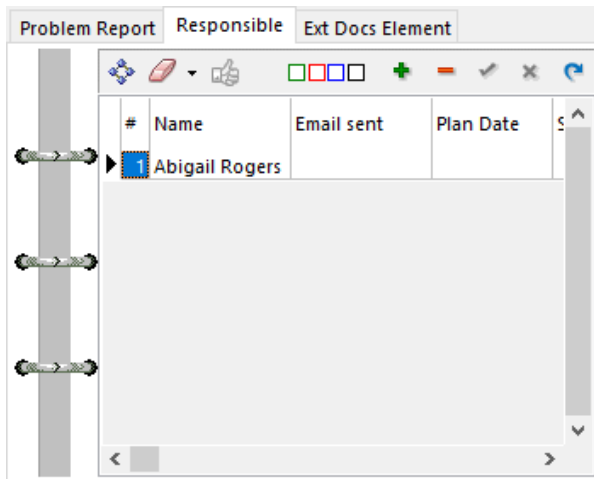 Problem Report Responsible Ext Docs Element
# Name Email sent Plan Date
1 Abigail Rogers